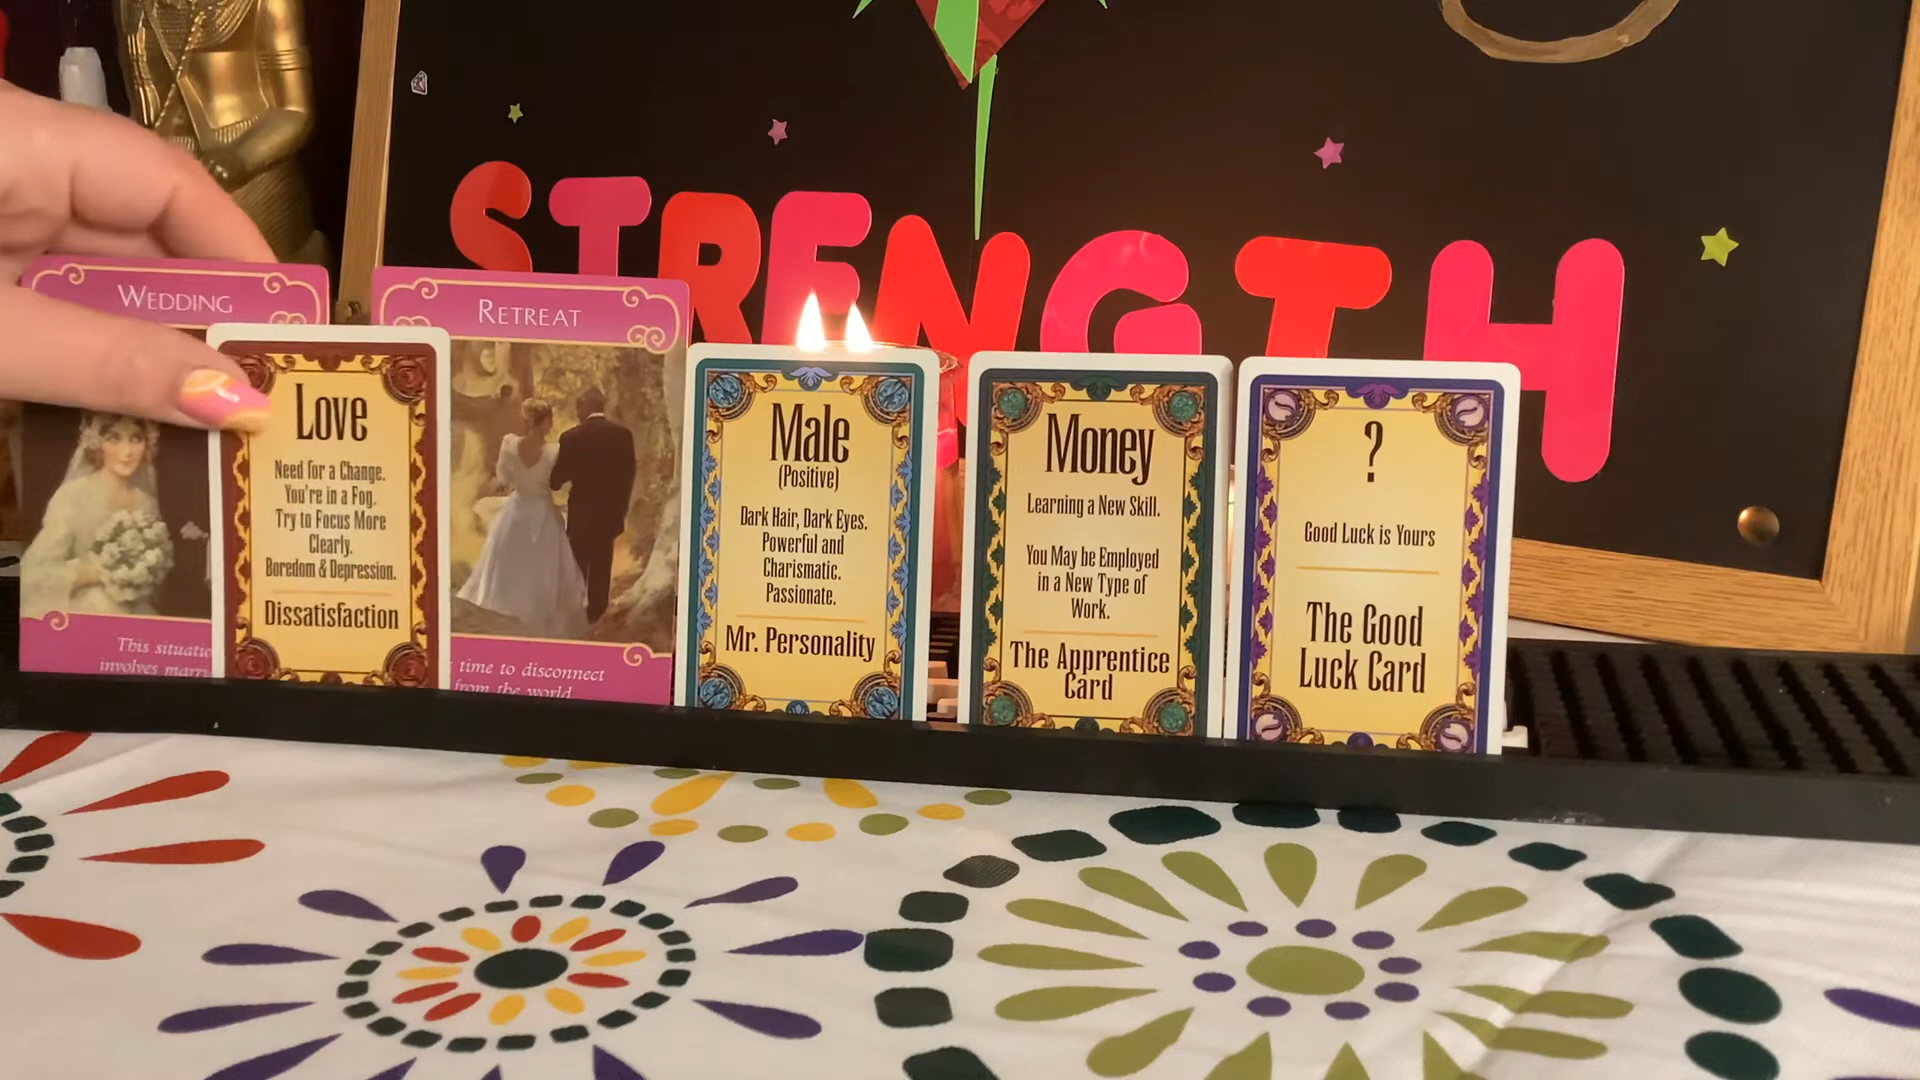 STRENGTH
WEDDING
This situatio
involves marri
Love
Need for a Change.
You're in a Fog.
Try to Focus More
Clearly.
Boredom & Depression.
Dissatisfaction
RETREAT
time to disconnect
from the world
Male
(Positive)
Dark Hair, Dark Eyes.
Powerful and
Charismatic.
Passionate.
Mr. Personality
Money
Learning a New Skill.
You May be Employed
in a New Type of
Work.
The Apprentice
Card
?
Good Luck is Yours
The Good
Luck Card